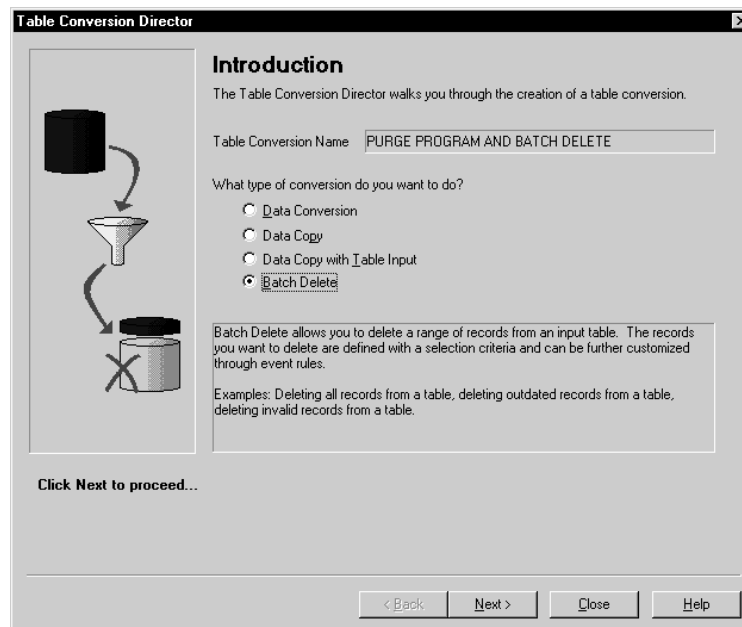 Table Conversion Director
Introduction
The Table Conversion Director walks you through the creation of a table conversion.
Table Conversion Name PURGE PROGRAM AND BATCH DELETE
What type of conversion do you want to do?
Data Conversion
Data Copy
Data Copy with Table Input
Batch Delete
Batch Delete allows you to delete a range of records from an input table. The records
you want to delete are defined with a selection criteria and can be further customized
through event rules.
Examples: Deleting all records from a table, deleting outdated records from a table,
deleting invalid records from a table.
Click Next to proceed...
< Back Next > Close Help